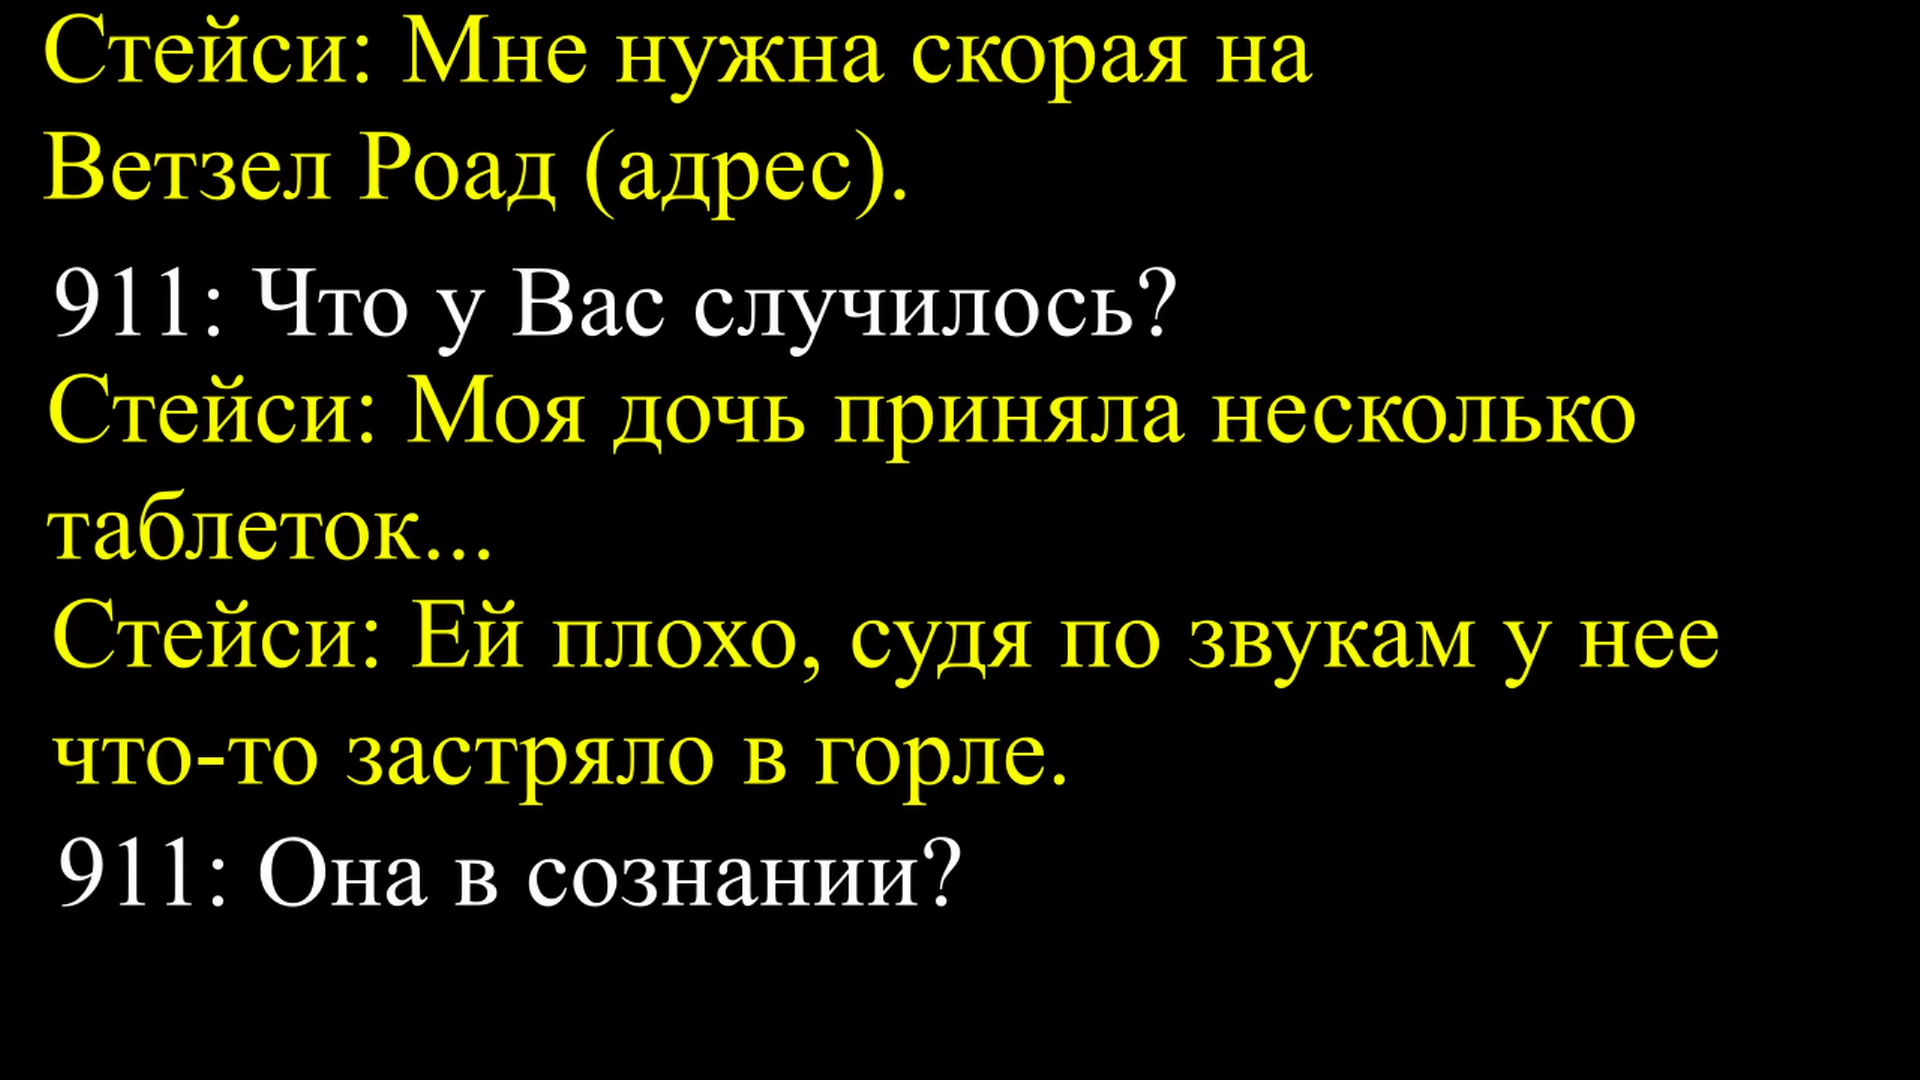 Стейси: Мне нужна скорая на
Ветзел Роад (адрес).
911: Что у Вас случилось?
Стейси: Моя дочь приняла несколько
таблеток...
Стейси: Ей плохо, судя по звукам у нее
что-то застряло в горле.
911: Она в сознании?